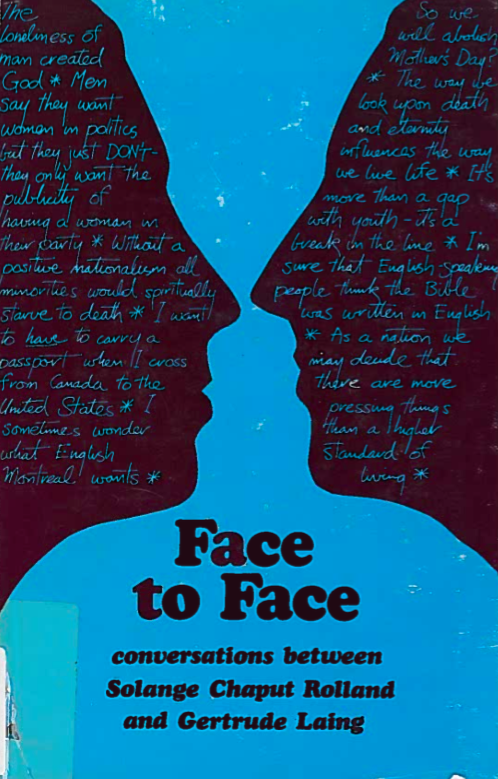 The
loneliness of
man created
God * Men
say they want
women in politics
but they just DON'T -
they only want the
publicity of
having a woman in
their party * Without a
positive nationalism all
minorities would spiritually
starve to death * I want
to have to carry a
passport when I cross
from Canada to the
United States * I
sometimes wonder
what English
Montreal wants *
So we
will abolish
Mother's Day?
* The way we
look upon death
and eternity
influences the way
we live life * It's
more than a gap
with youth - it's a
break in the line * I'm
sure that English speaking
people think the Bible
was written in English
* As a nation we
may decide that
there are more
pressing things
than a higher
standard of
living *
Face
to Face
conversations between
Solange Chaput Rolland
and Gertrude Laing